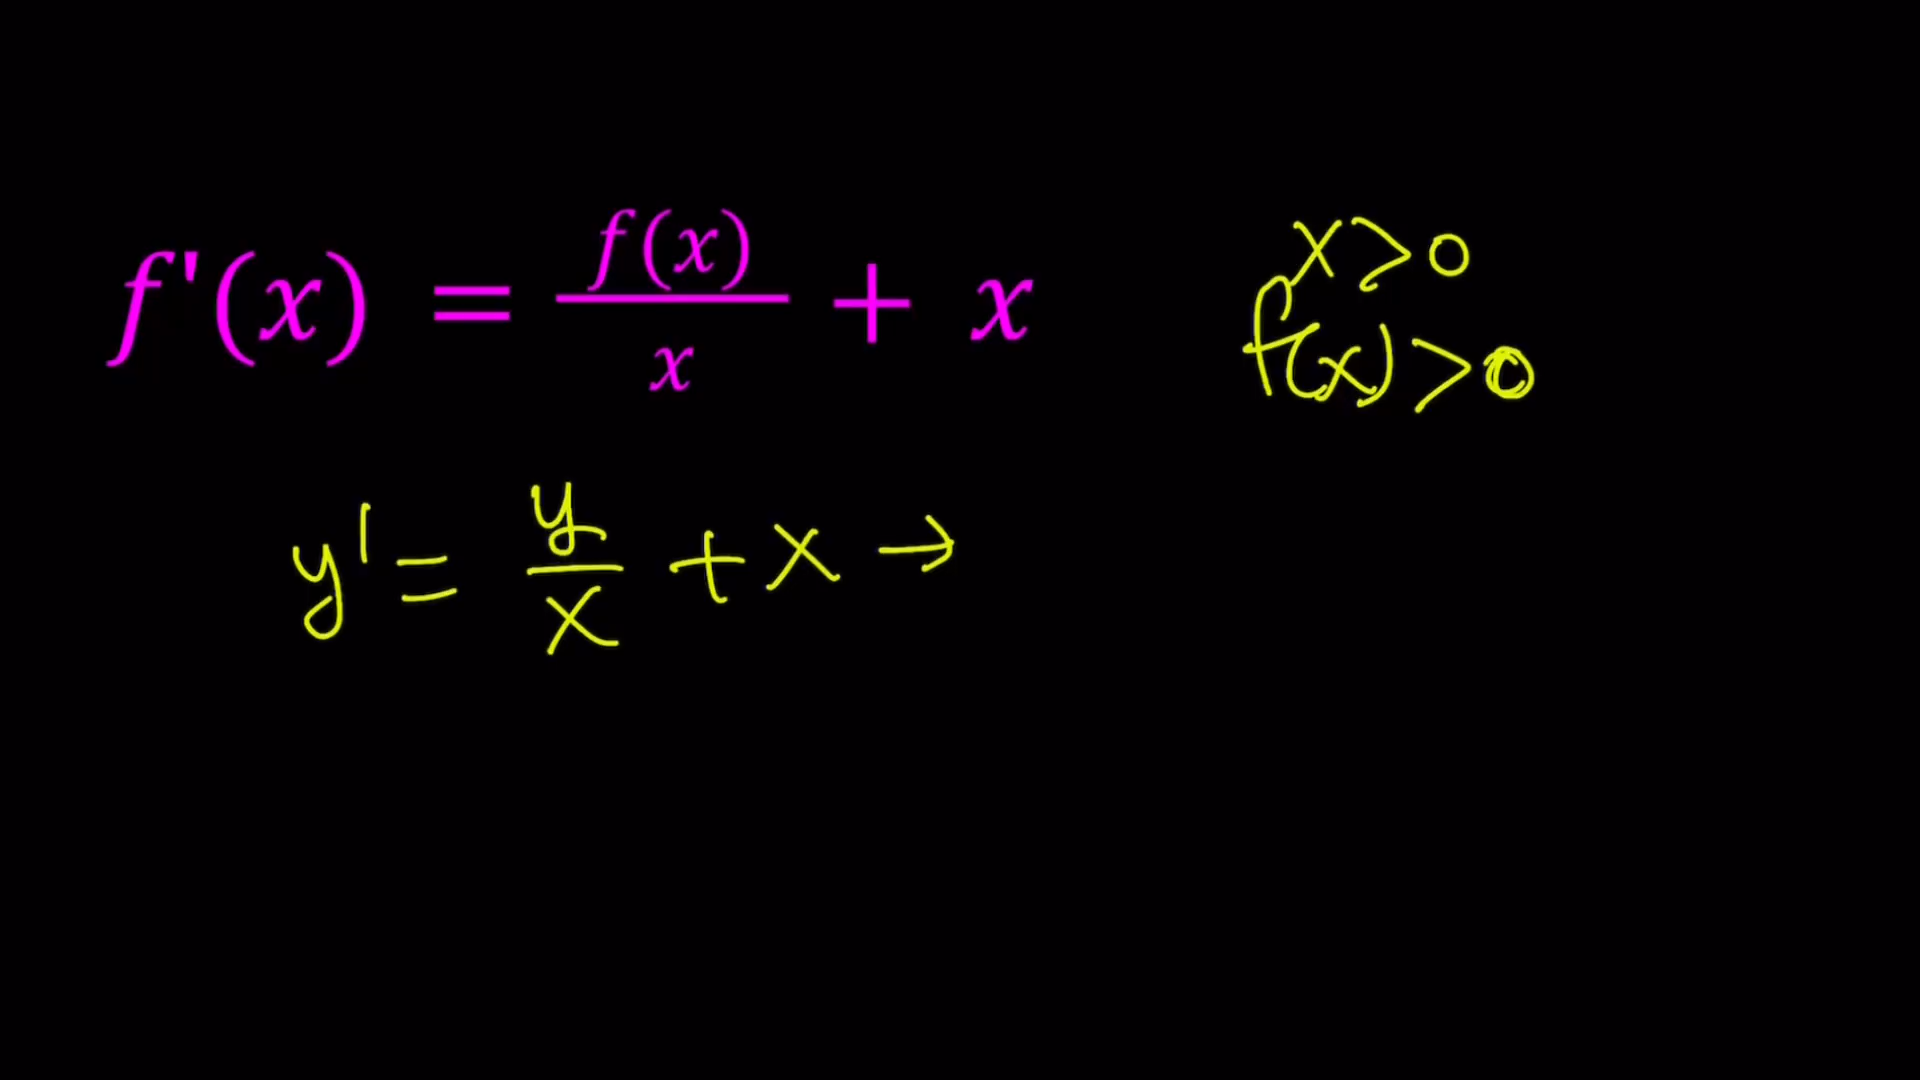 f'(x) = f(x)/x + x
x>0
f(x)>0
y' = y/x + x →